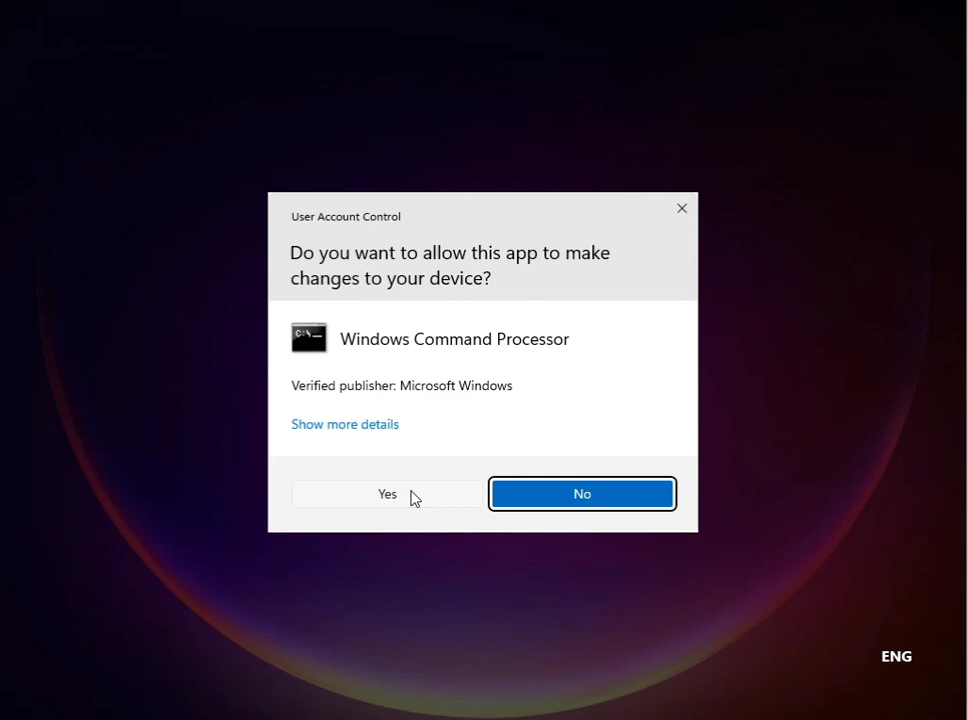 User Account Control
Do you want to allow this app to make
changes to your device?
C:\
Windows Command Processor
Verified publisher: Microsoft Windows
Show more details
Yes
No
ENG